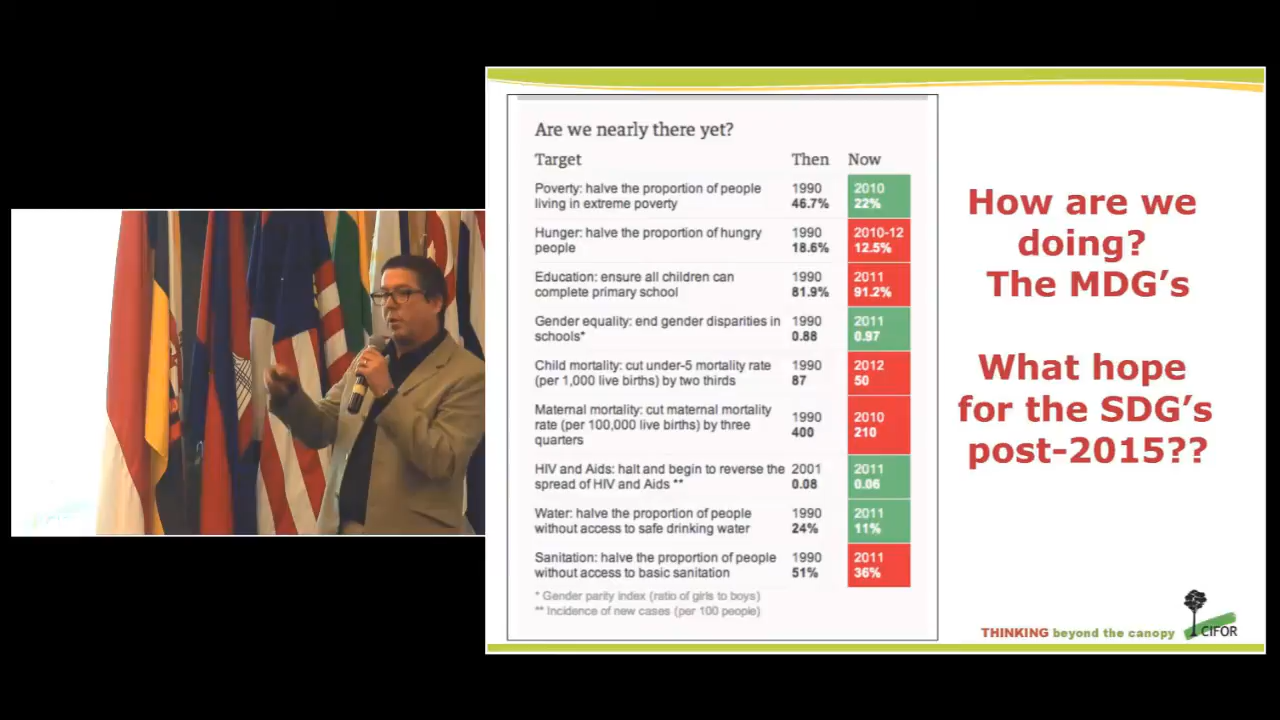 Are we nearly there yet?
Target Then Now
Poverty: halve the proportion of people 1990 2010
living in extreme poverty 46.7% 22%
Hunger: halve the proportion of hungry 1990 2010-12
people 18.6% 12.5%
Education: ensure all children can 1990 2011
complete primary school 81.9% 91.2%
Gender equality: end gender disparities in 1990 2011
schools* 0.88 0.97
Child mortality: cut under-5 mortality rate 1990 2012
(per 1,000 live births) by two thirds 87 50
Maternal mortality: cut maternal mortality
rate (per 100,000 live births) by three 1990 2010
quarters 400 210
HIV and Aids: halt and begin to reverse the 2001 2011
spread of HIV and Aids ** 0.08 0.06
Water: halve the proportion of people 1990 2011
without access to safe drinking water 24% 11%
Sanitation: halve the proportion of people 1990 2011
without access to basic sanitation 51% 36%
* Gender parity index (ratio of girls to boys)
** Incidence of new cases (per 100 people)
How are we
doing?
The MDG's
What hope
for the SDG's
post-2015??
THINKING beyond the canopy
CIFOR